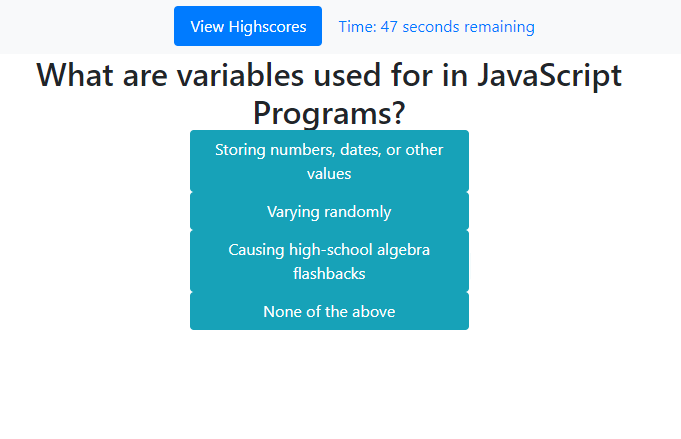 View Highscores Time: 47 seconds remaining
What are variables used for in JavaScript
Programs?
Storing numbers, dates, or other
values
Varying randomly
Causing high-school algebra
flashbacks
None of the above